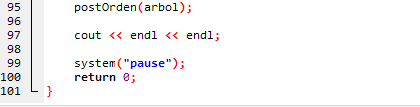 95 postOrden(arbol);
96
97 cout << endl << endl;
98
99 system("pause");
100 return 0;
101 }